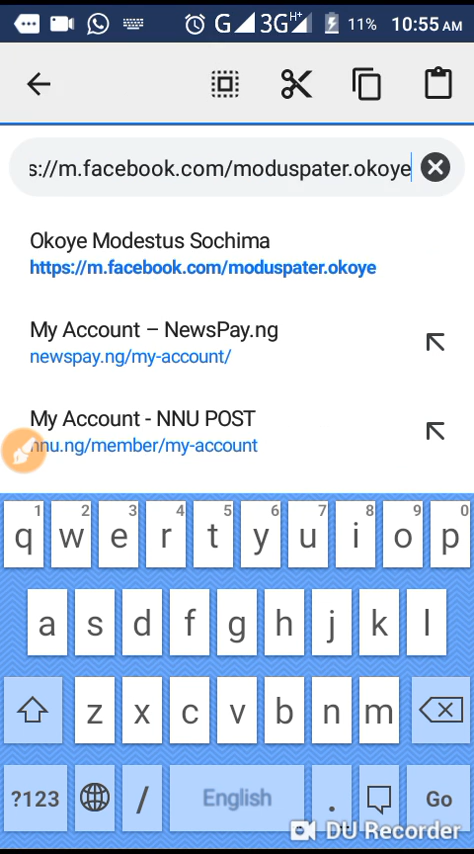 G 3G H+ 11% 10:55 AM
s://m.facebook.com/moduspater.okoye
Okoye Modestus Sochima
https://m.facebook.com/moduspater.okoye
My Account – NewsPay.ng
newspay.ng/my-account/
My Account - NNU POST
nnu.ng/member/my-account
1 2 3 4 5 6 7 8 9 0
q w e r t y u i o p
a s d f g h j k l
z x c v b n m
?123 / English . Go
DU Recorder